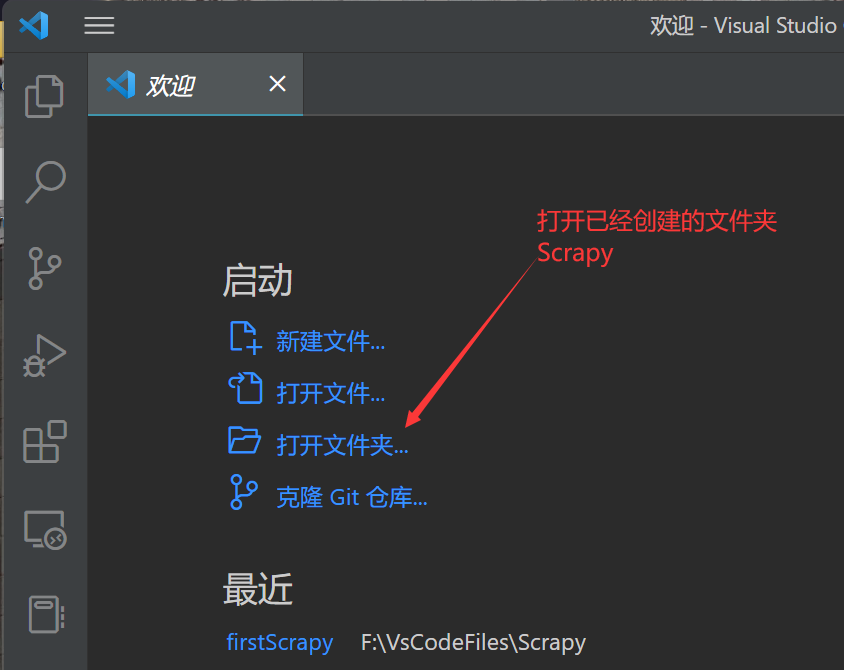 欢迎 - Visual Studio
欢迎
打开已经创建的文件夹
Scrapy
启动
新建文件...
打开文件...
打开文件夹...
克隆 Git 仓库...
最近
firstScrapy F:\VsCodeFiles\Scrapy